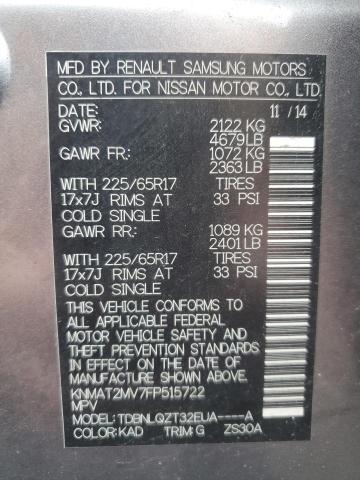 MFD BY RENAULT SAMSUNG MOTORS
CO., LTD. FOR NISSAN MOTOR CO., LTD.
DATE: 11 / 14
GVWR: 2122 KG
4679 LB
GAWR FR: 1072 KG
2363 LB
WITH 225/65R17 TIRES
17x7J RIMS AT 33 PSI
COLD SINGLE
GAWR RR: 1089 KG
2401 LB
WITH 225/65R17 TIRES
17x7J RIMS AT 33 PSI
COLD SINGLE
THIS VEHICLE CONFORMS TO
ALL APPLICABLE FEDERAL
MOTOR VEHICLE SAFETY AND
THEFT PREVENTION STANDARDS
IN EFFECT ON THE DATE OF
MANUFACTURE SHOWN ABOVE.
KNMAT2MV7FP515722
MPV
MODEL: TDBNLQZT32EUA----A
COLOR: KAD TRIM: G ZS30A